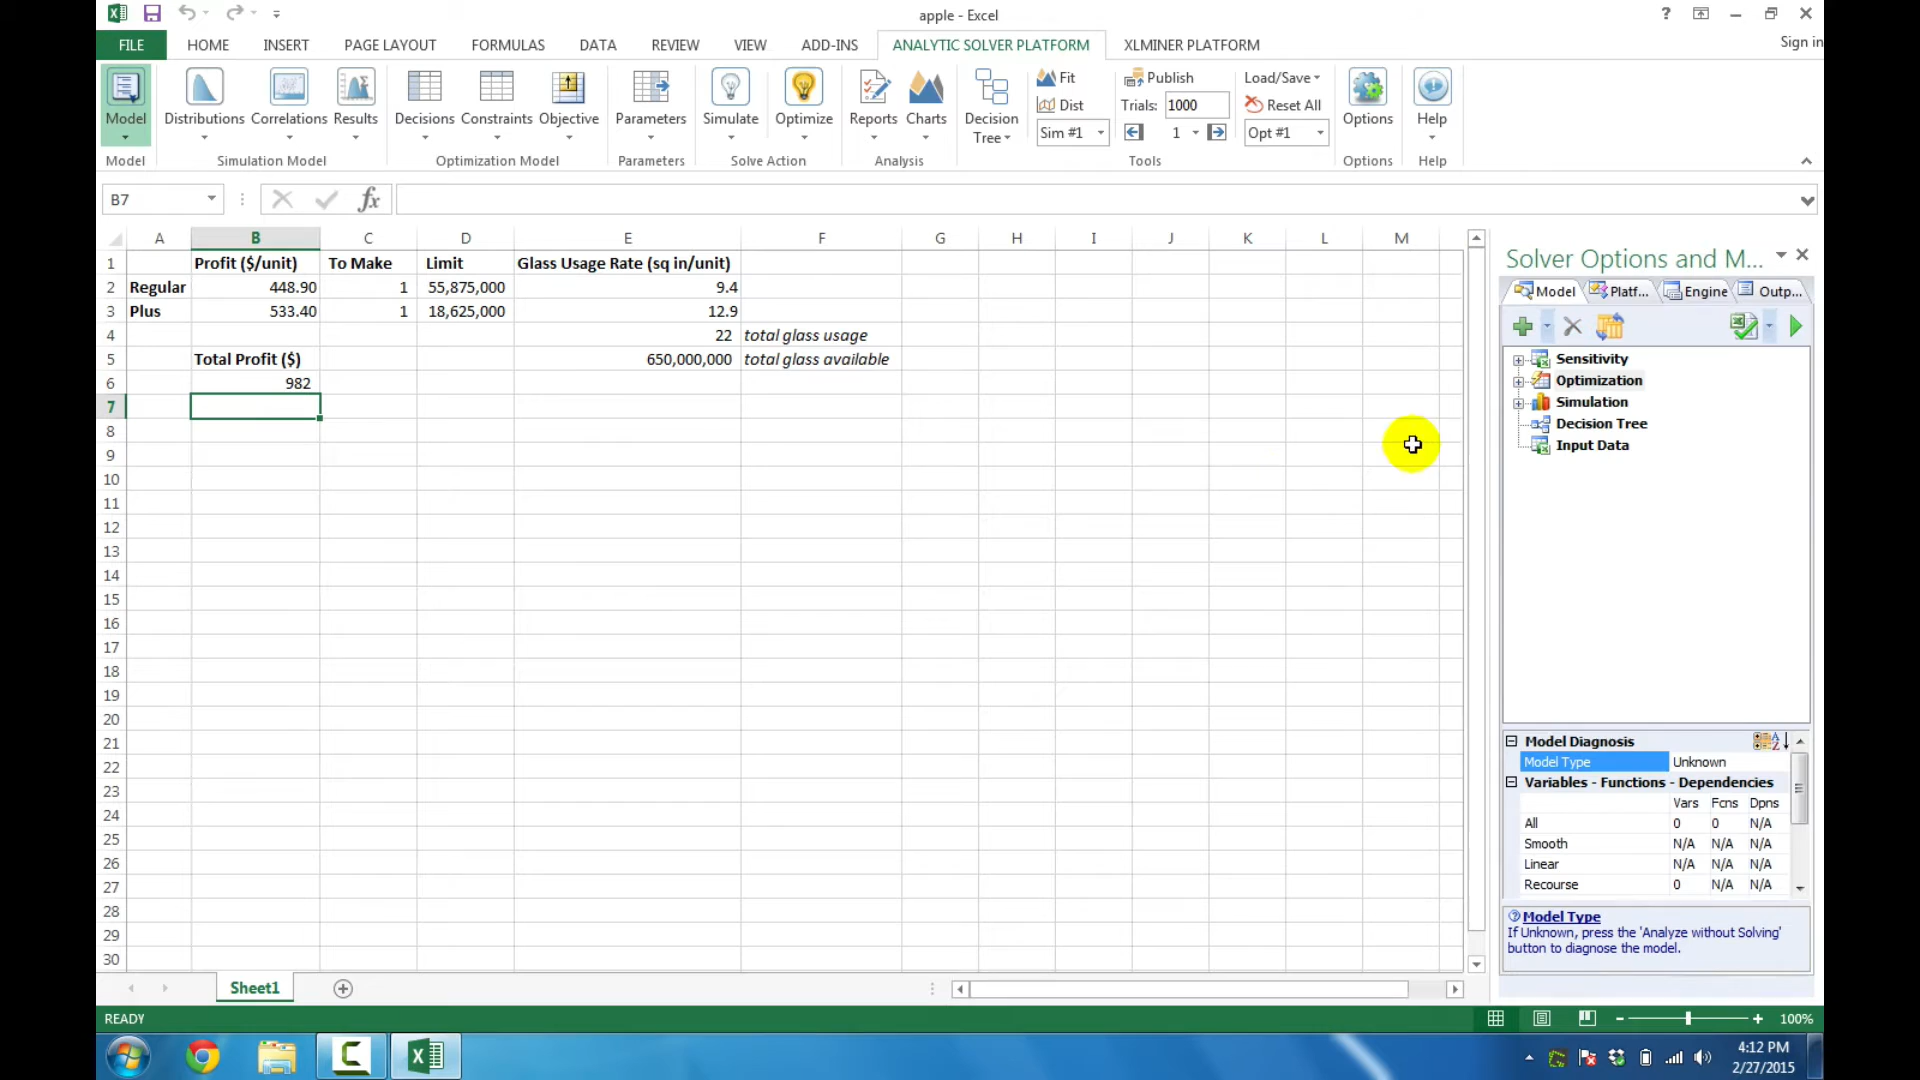 apple - Excel
?
Sign in
FILE HOME INSERT PAGE LAYOUT FORMULAS DATA REVIEW VIEW ADD-INS ANALYTIC SOLVER PLATFORM XLMINER PLATFORM
Model Distributions Correlations Results Decisions Constraints Objective Parameters Simulate Optimize Reports Charts Decision Tree
Fit Publish Load/Save
Dist Trials: 1000 Reset All
Sim #1 1 Opt #1
Options Help
Model Simulation Model Optimization Model Parameters Solve Action Analysis Tools Options Help
B7 fx
A B C D E F G H I J K L M
1 Profit ($/unit) To Make Limit Glass Usage Rate (sq in/unit)
2 Regular 448.90 1 55,875,000 9.4
3 Plus 533.40 1 18,625,000 12.9
4 22 total glass usage
5 Total Profit ($) 650,000,000 total glass available
6 982
7
8
9
10
11
12
13
14
15
16
17
18
19
20
21
22
23
24
25
26
27
28
29
30
Solver Options and M...
Model Platf... Engine Outp...
Sensitivity
Optimization
Simulation
Decision Tree
Input Data
Model Diagnosis
Model Type Unknown
Variables - Functions - Dependencies
Vars Fcns Dpns
All 0 0 N/A
Smooth N/A N/A N/A
Linear N/A N/A N/A
Recourse 0 N/A N/A
Model Type
If Unknown, press the 'Analyze without Solving'
button to diagnose the model.
Sheet1
READY 100%
4:12 PM
2/27/2015